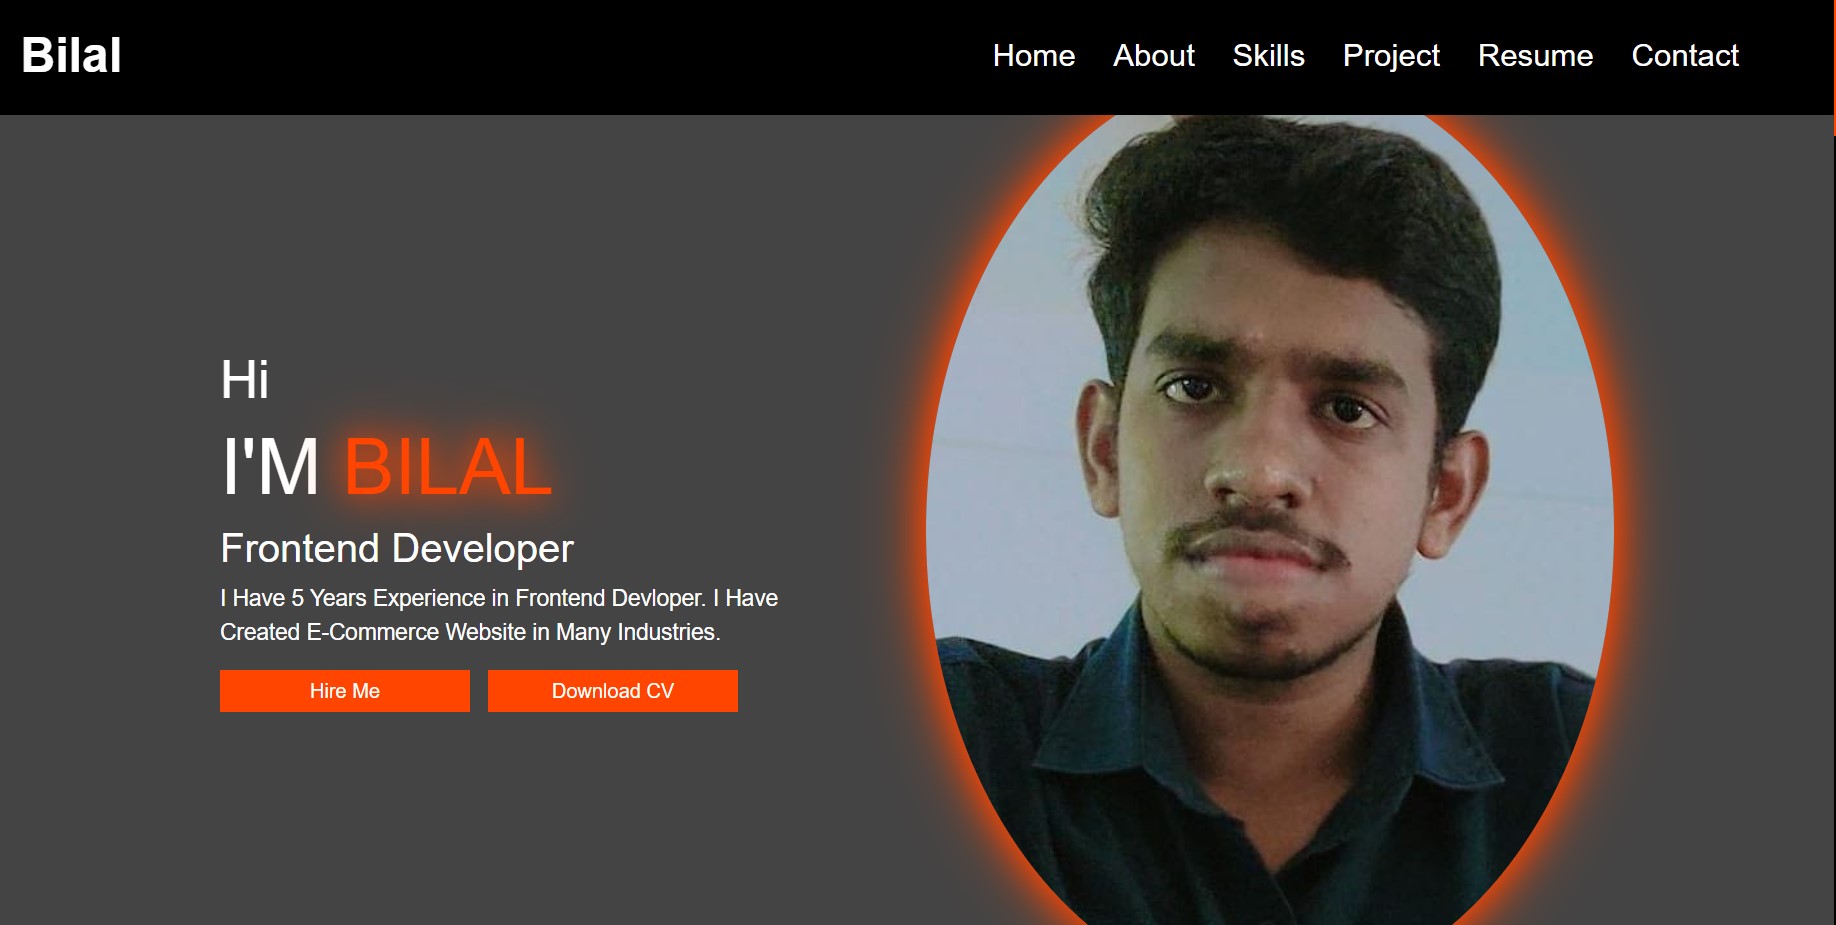 Bilal
Home About Skills Project Resume Contact
Hi
I'M BILAL
Frontend Developer
I Have 5 Years Experience in Frontend Devloper. I Have
Created E-Commerce Website in Many Industries.
Hire Me
Download CV